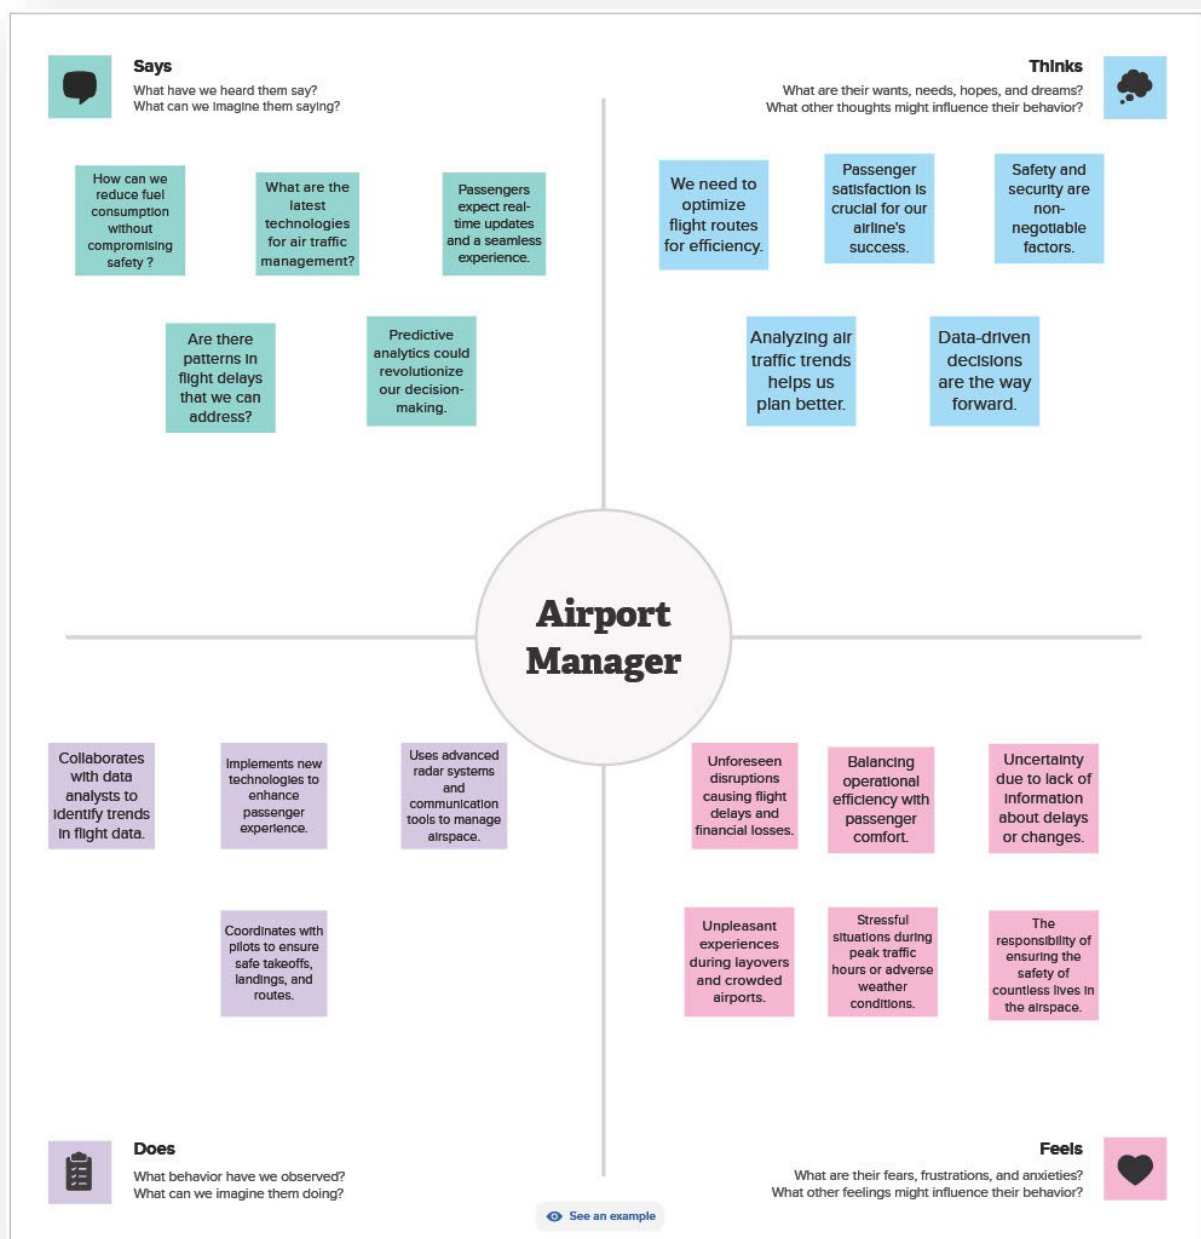 Says
What have we heard them say?
What can we imagine them saying?
How can we
reduce fuel
consumption
without
compromising
safety ?
What are the
latest
technologies
for air traffic
management?
Passengers
expect real-
time updates
and a seamless
experience.
Are there
patterns in
flight delays
that we can
address?
Predictive
analytics could
revolutionize
our decision-
making.
Thinks
What are their wants, needs, hopes, and dreams?
What other thoughts might influence their behavior?
We need to
optimize
flight routes
for efficiency.
Passenger
satisfaction is
crucial for our
airline's
success.
Safety and
security are
non-
negotiable
factors.
Analyzing air
traffic trends
helps us
plan better.
Data-driven
decisions
are the way
forward.
Airport
Manager
Collaborates
with data
analysts to
identify trends
in flight data.
Implements new
technologies to
enhance
passenger
experience.
Uses advanced
radar systems
and
communication
tools to manage
airspace.
Coordinates with
pilots to ensure
safe takeoffs,
landings, and
routes.
Does
What behavior have we observed?
What can we imagine them doing?
Unforeseen
disruptions
causing flight
delays and
financial losses.
Balancing
operational
efficiency with
passenger
comfort.
Uncertainty
due to lack of
information
about delays
or changes.
Unpleasant
experiences
during layovers
and crowded
airports.
Stressful
situations during
peak traffic
hours or adverse
weather
conditions.
The
responsibility of
ensuring the
safety of
countless lives in
the airspace.
Feels
What are their fears, frustrations, and anxieties?
What other feelings might influence their behavior?
See an example